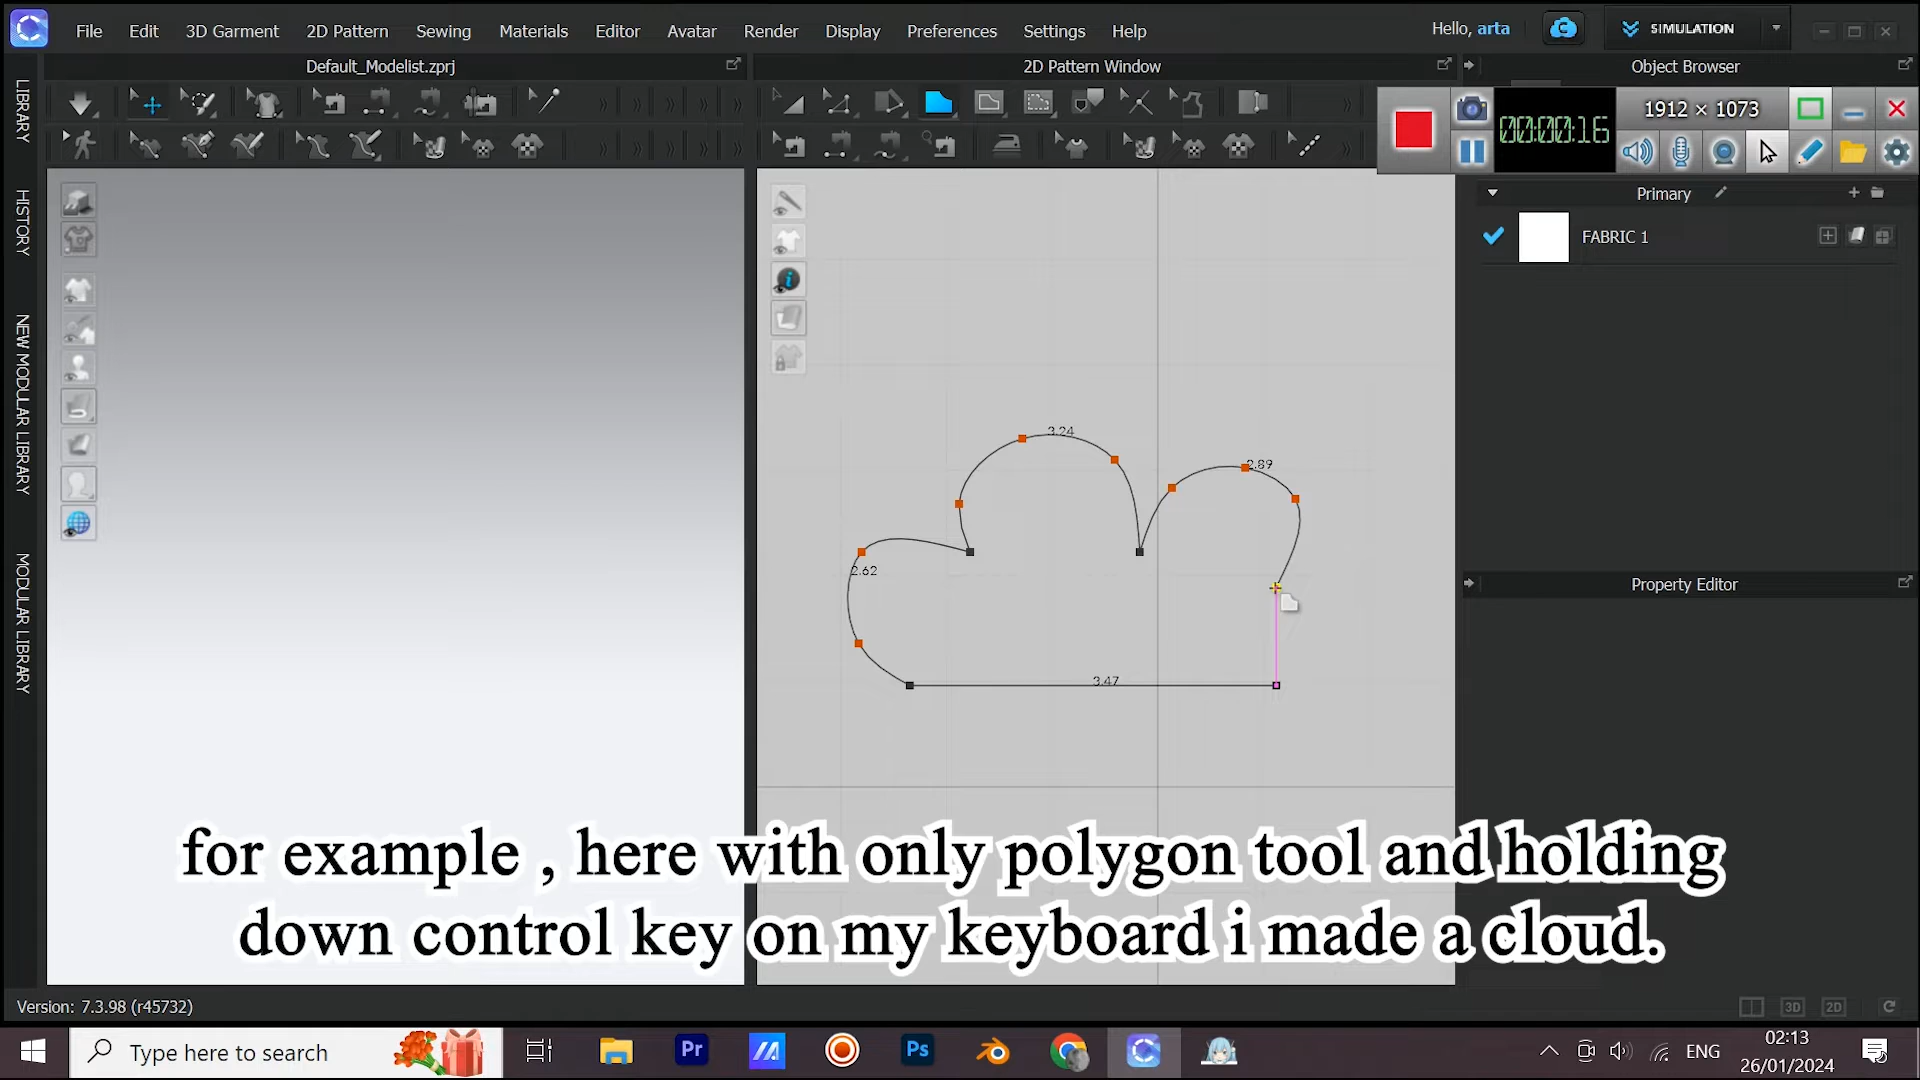 File Edit 3D Garment 2D Pattern Sewing Materials Editor Avatar Render Display Preferences Settings Help
Hello, arta
SIMULATION
Default_Modelist.zprj
2D Pattern Window
Object Browser
1912 × 1073
00:00:16
LIBRARY
HISTORY
NEW MODULAR LIBRARY
MODULAR LIBRARY
Primary
FABRIC 1
3.24
2.89
2.62
3.47
Property Editor
for example , here with only polygon tool and holding
down control key on my keyboard i made a cloud.
Version: 7.3.98 (r45732)
3D
2D
Type here to search
Pr
Ps
ENG
02:13
26/01/2024